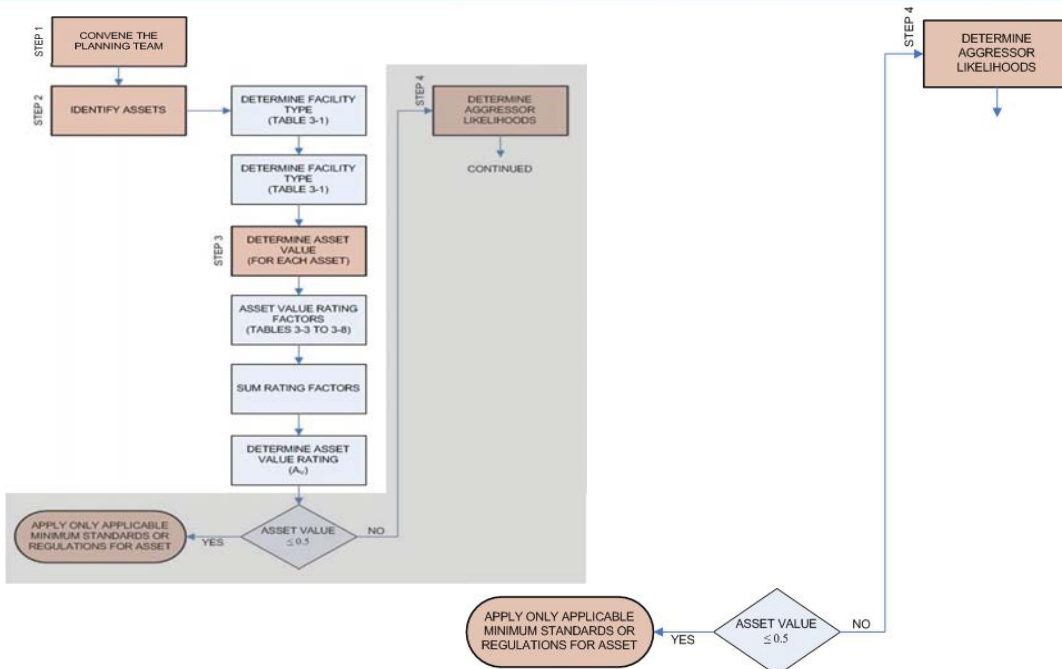 STEP 1
CONVENE THE
PLANNING TEAM
STEP 2
IDENTIFY ASSETS
DETERMINE FACILITY
TYPE
(TABLE 3-1)
DETERMINE FACILITY
TYPE
(TABLE 3-1)
STEP 3
DETERMINE ASSET
VALUE
(FOR EACH ASSET)
ASSET VALUE RATING
FACTORS
(TABLES 3-3 TO 3-8)
SUM RATING FACTORS
DETERMINE ASSET
VALUE RATING
(Aᵥ)
ASSET VALUE
≤ 0.5
YES
NO
APPLY ONLY APPLICABLE
MINIMUM STANDARDS OR
REGULATIONS FOR ASSET
STEP 4
DETERMINE
AGGRESSOR
LIKELIHOODS
CONTINUED
STEP 4
DETERMINE
AGGRESSOR
LIKELIHOODS
APPLY ONLY APPLICABLE
MINIMUM STANDARDS OR
REGULATIONS FOR ASSET
YES
ASSET VALUE
≤ 0.5
NO